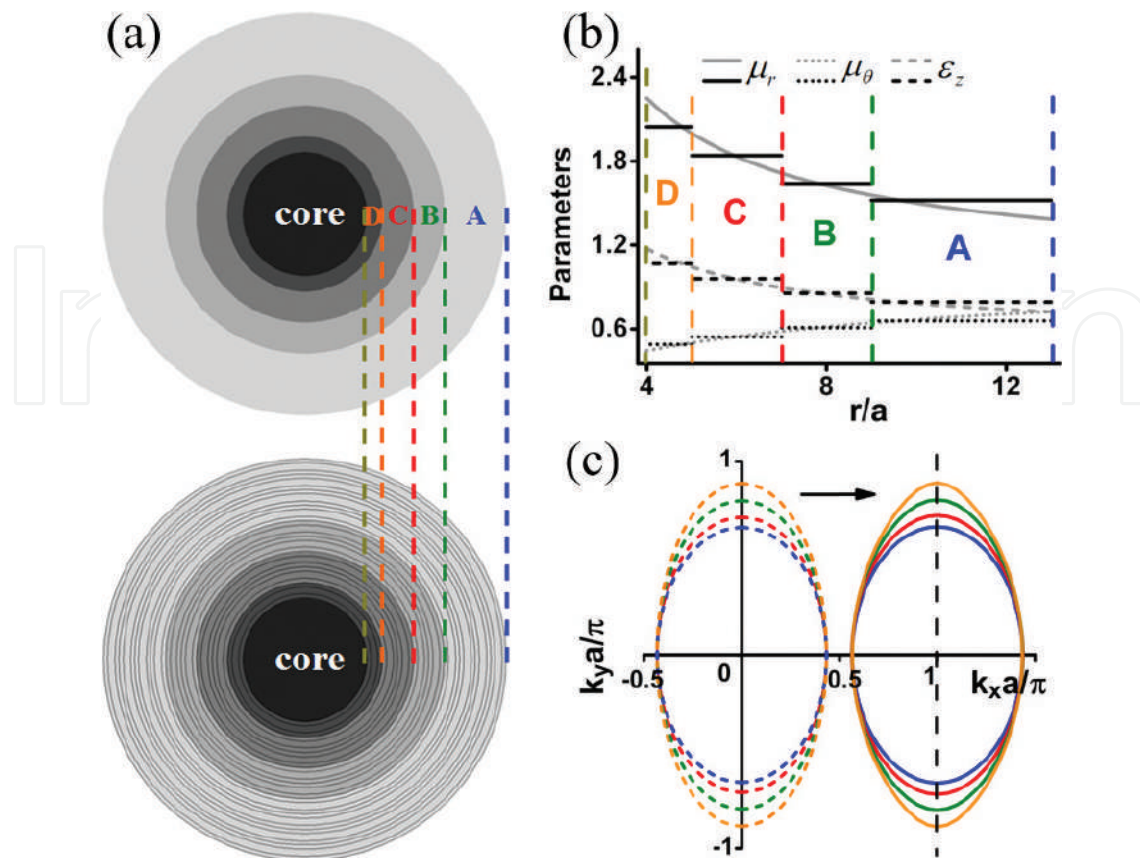 (a)
core D C B A
core
(b)
μr μθ εz
Parameters
2.4
1.8
1.2
0.6
D C B A
4 8 12
r/a
(c)
kya/π
1
-0.5 0 0.5 1
kxa/π
-1